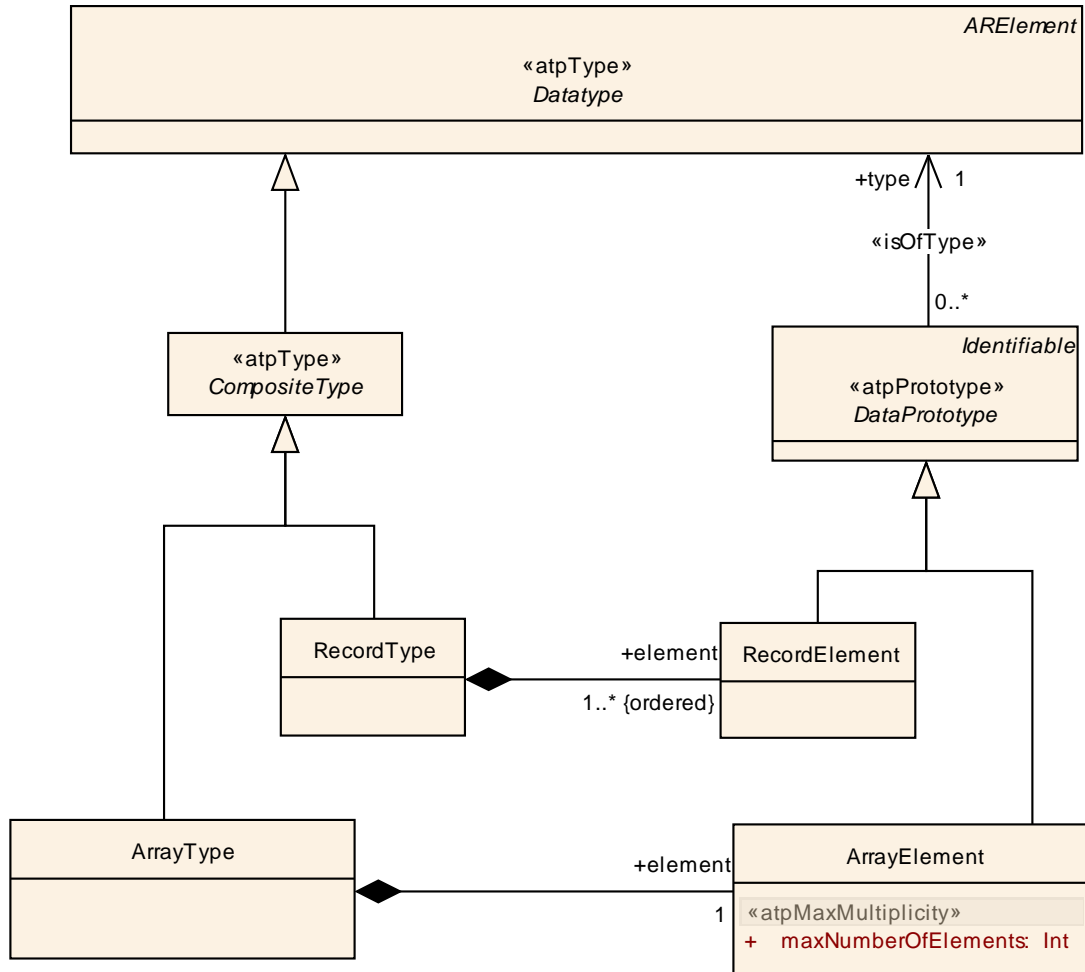 ARElement
«atpType»
Datatype
+type 1
«isOfType»
0..*
«atpType»
CompositeType
Identifiable
«atpPrototype»
DataPrototype
RecordType
+element
1..* {ordered}
RecordElement
ArrayType
+element
1
ArrayElement
«atpMaxMultiplicity»
+ maxNumberOfElements: Int